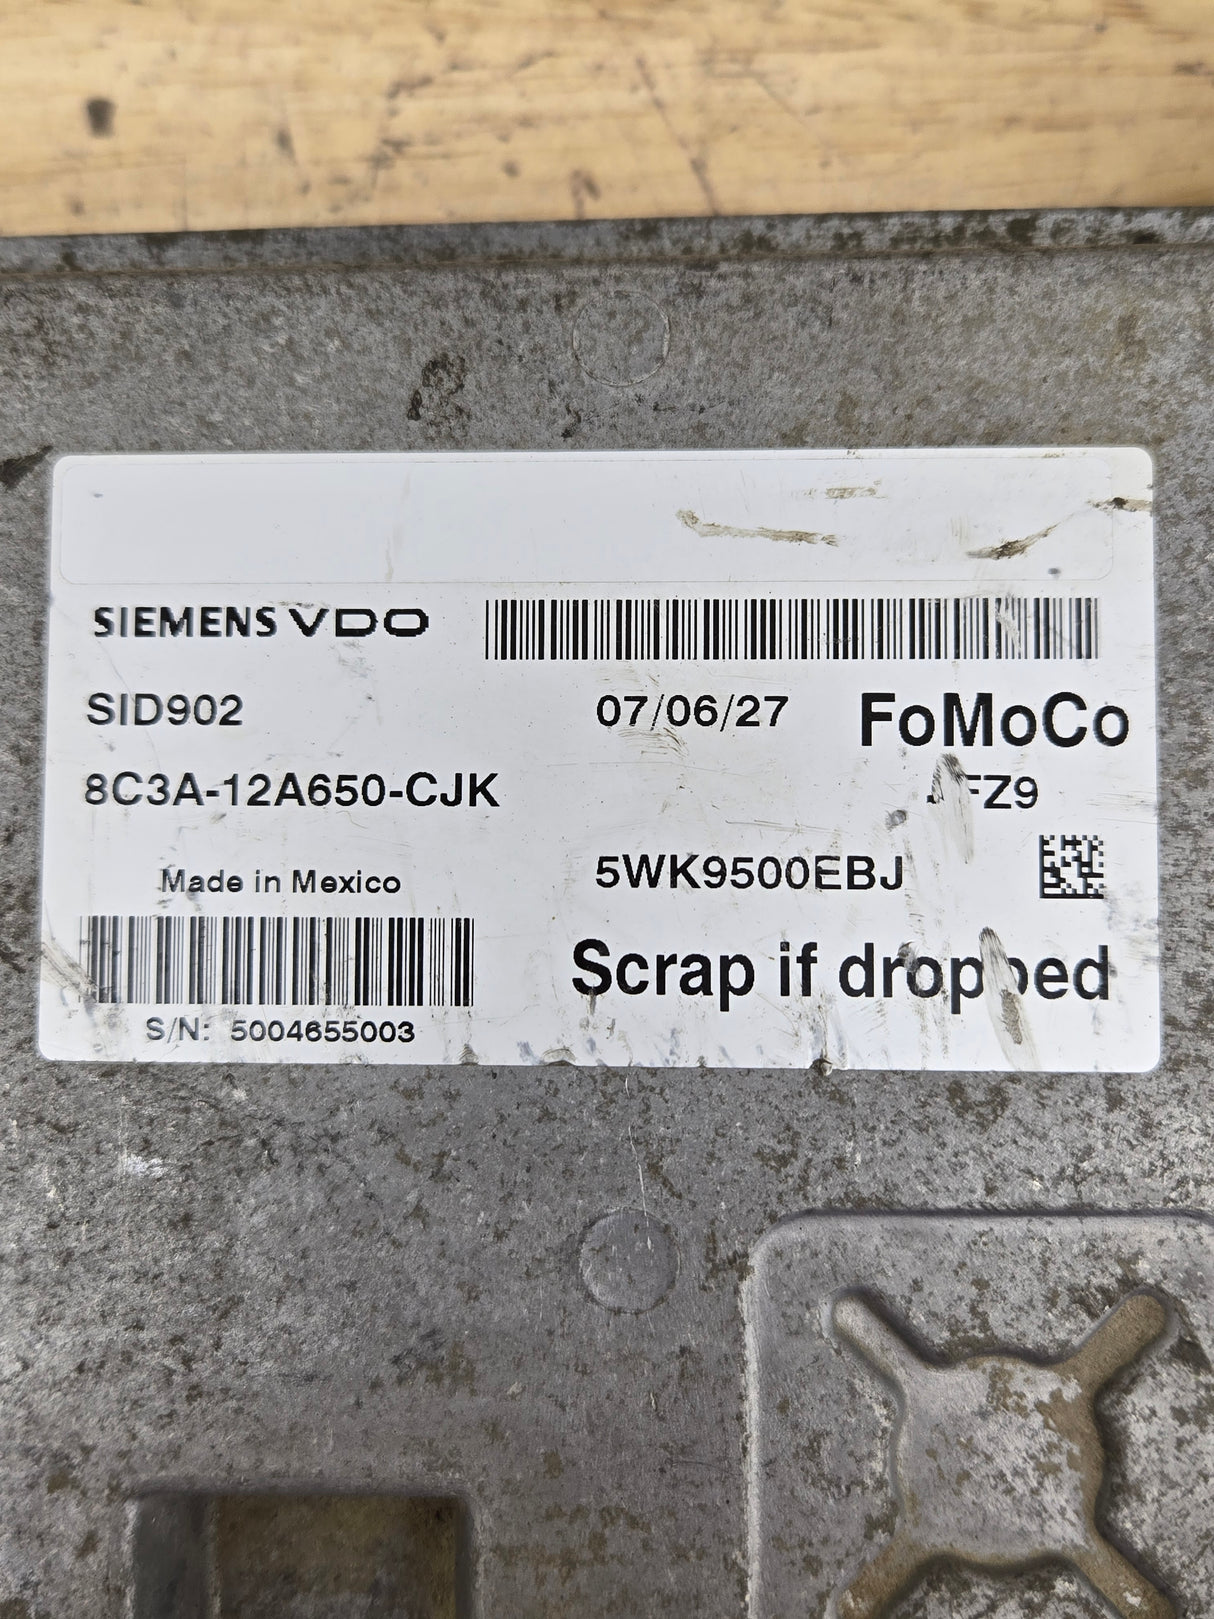 SIEMENS VDO
SID902 07/06/27 FoMoCo
8C3A-12A650-CJK
5WK9500EBJ
Made in Mexico
Scrap if dropped
S/N: 5004655003